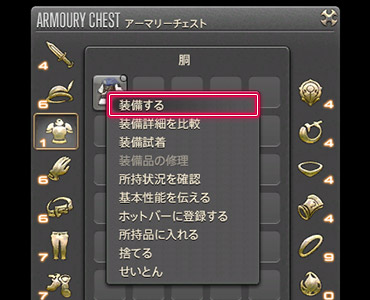 ARMOURY CHEST アーマリーチェスト
胴
4
6
1
6
6
7
7
4
4
4
4
9
0
装備する
装備詳細を比較
装備試着
装備品の修理
所持状況を確認
基本性能を伝える
ホットバーに登録する
所持品に入れる
捨てる
せいとん